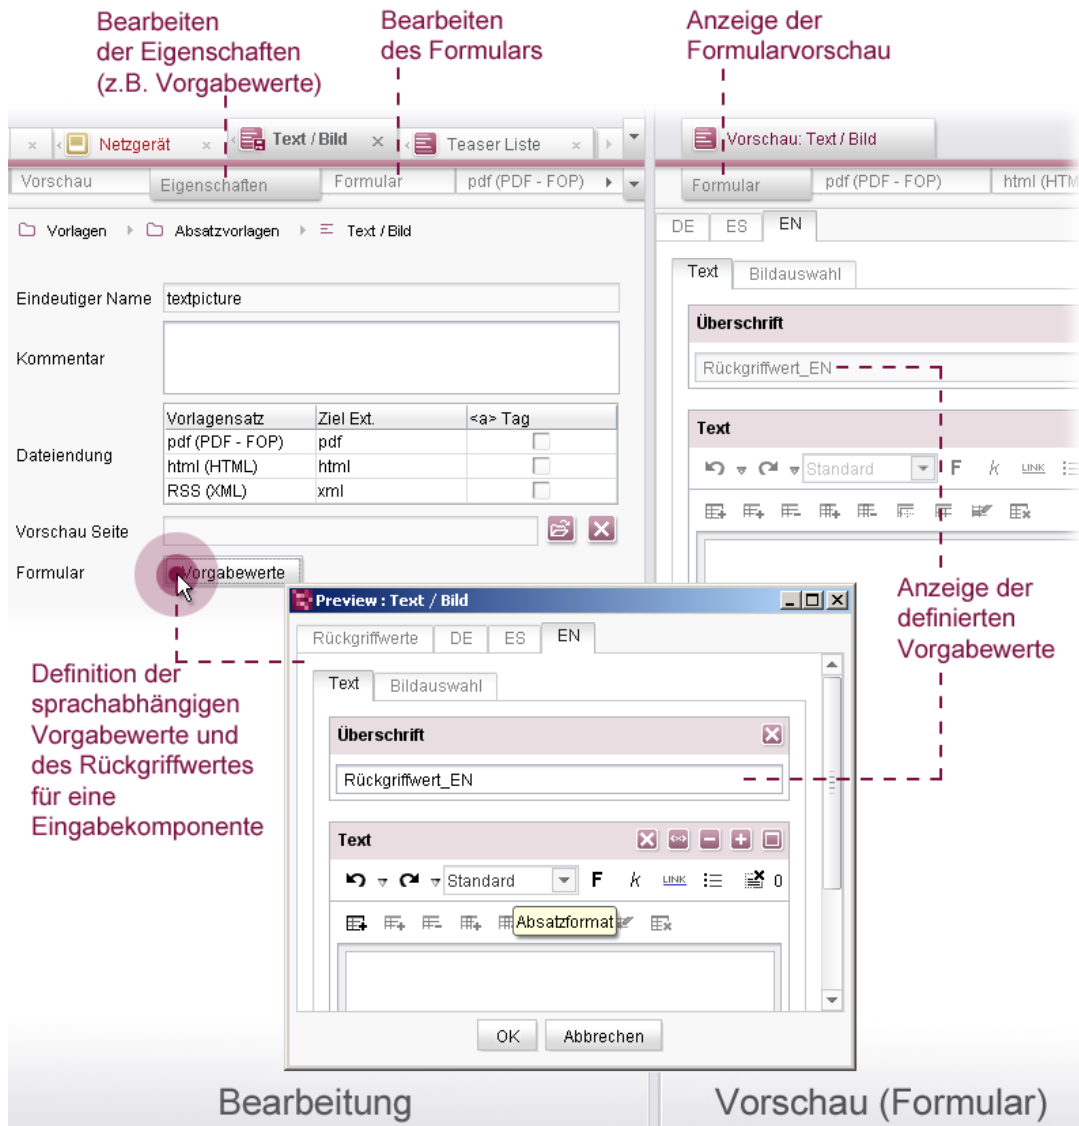 Bearbeiten
der Eigenschaften
(z.B. Vorgabewerte)
Bearbeiten
des Formulars
Anzeige der
Formularvorschau
Netzgerät
Text / Bild
Teaser Liste
Vorschau: Text / Bild
Vorschau
Eigenschaften
Formular
pdf (PDF - FOP)
Formular
pdf (PDF - FOP)
html (HTM
Vorlagen
Absatzvorlagen
Text / Bild
DE
ES
EN
Text
Bildauswahl
Eindeutiger Name
textpicture
Überschrift
Kommentar
Rückgriffwert_EN
Vorlagensatz
Ziel Ext.
<a> Tag
pdf (PDF - FOP)
pdf
html (HTML)
html
RSS (XML)
xml
Dateiendung
Text
Standard
F
k
LINK
Vorschau Seite
Formular
Vorgabewerte
Anzeige der
definierten
Vorgabewerte
Definition der
sprachabhängigen
Vorgabewerte und
des Rückgriffwertes
für eine
Eingabekomponente
Preview : Text / Bild
Rückgriffwerte
DE
ES
EN
Text
Bildauswahl
Überschrift
Rückgriffwert_EN
Text
Standard
F
k
LINK
0
Absatzformat
OK
Abbrechen
Bearbeitung
Vorschau (Formular)